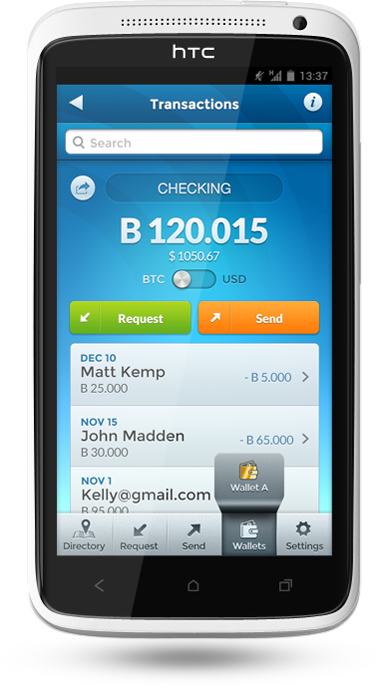 hTC
13:37
Transactions
Search
CHECKING
B 120.015
$ 1050.67
BTC USD
Request
Send
DEC 10
Matt Kemp
B 25.000
- B 5.000
NOV 15
John Madden
B 30.000
- B 65.000
NOV 1
Kelly@gmail.com
B 95.000
Wallet A
Directory
Request
Send
Wallets
Settings